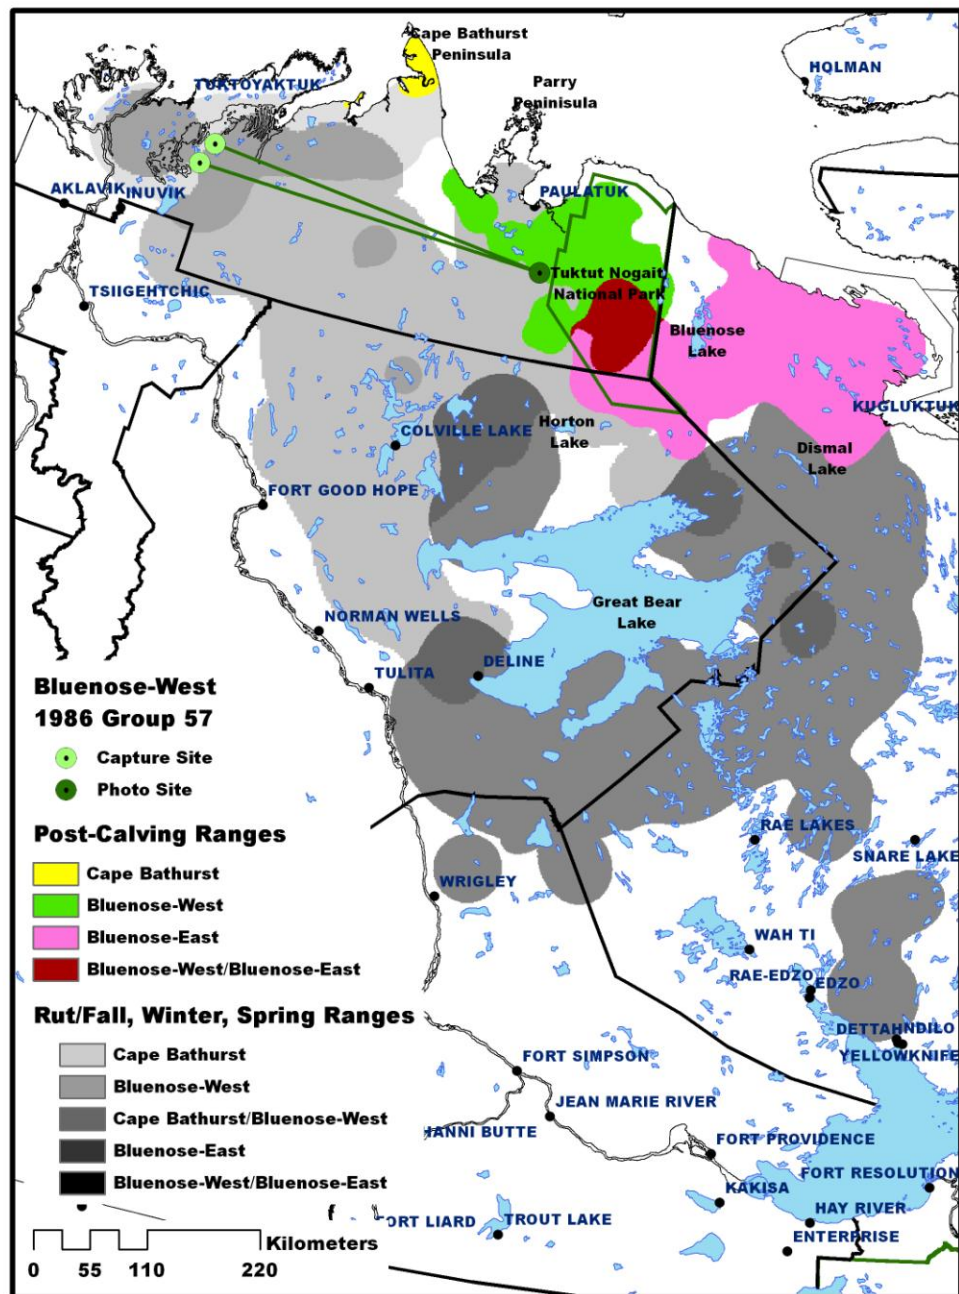 Cape Bathurst
Peninsula
HOLMAN
TUKTOYAKTUK
Parry
Peninisula
AKLAVIK
INUVIK
PAULATUK
Tuktut Nogait
National Park
TSIIGEHTCHIC
Bluenose
Lake
KUGLUKTUK
Horton
Lake
COLVILLE LAKE
Dismal
Lake
FORT GOOD HOPE
Great Bear
Lake
NORMAN WELLS
DELINE
TULITA
Bluenose-West
1986 Group 57
Capture Site
Photo Site
Post-Calving Ranges
Cape Bathurst
Bluenose-West
Bluenose-East
Bluenose-West/Bluenose-East
RAE LAKES
SNARE LAKE
WRIGLEY
WAH TI
RAE-EDZO
EDZO
DETTAH
NDILO
YELLOWKNIFE
Rut/Fall, Winter, Spring Ranges
Cape Bathurst
Bluenose-West
Cape Bathurst/Bluenose-West
Bluenose-East
Bluenose-West/Bluenose-East
FORT SIMPSON
JEAN MARIE RIVER
HANNI BUTTE
FORT PROVIDENCE
FORT RESOLUTION
KAKISA
HAY RIVER
ORT LIARD
TROUT LAKE
ENTERPRISE
Kilometers
0 55 110 220